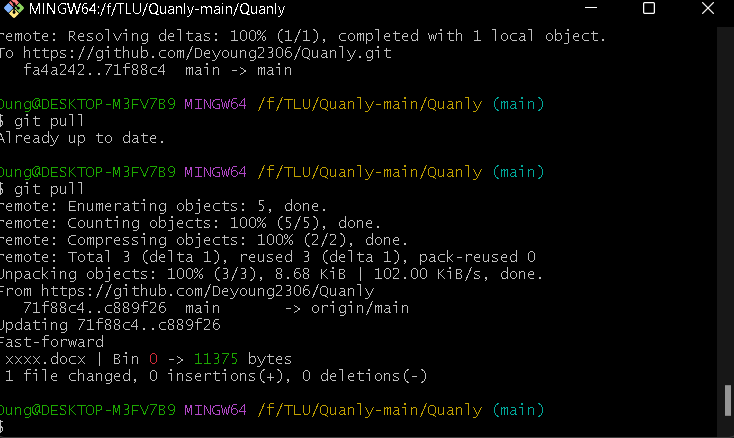 MINGW64:/f/TLU/Quanly-main/Quanly
remote: Resolving deltas: 100% (1/1), completed with 1 local object.
To https://github.com/Deyoung2306/Quanly.git
fa4a242..71f88c4 main -> main
Dung@DESKTOP-M3FV7B9 MINGW64 /f/TLU/Quanly-main/Quanly (main)
$ git pull
Already up to date.
Dung@DESKTOP-M3FV7B9 MINGW64 /f/TLU/Quanly-main/Quanly (main)
$ git pull
remote: Enumerating objects: 5, done.
remote: Counting objects: 100% (5/5), done.
remote: Compressing objects: 100% (2/2), done.
remote: Total 3 (delta 1), reused 3 (delta 1), pack-reused 0
Unpacking objects: 100% (3/3), 8.68 KiB | 102.00 KiB/s, done.
From https://github.com/Deyoung2306/Quanly
71f88c4..c889f26 main -> origin/main
Updating 71f88c4..c889f26
Fast-forward
xxxx.docx | Bin 0 -> 11375 bytes
1 file changed, 0 insertions(+), 0 deletions(-)
Dung@DESKTOP-M3FV7B9 MINGW64 /f/TLU/Quanly-main/Quanly (main)
$